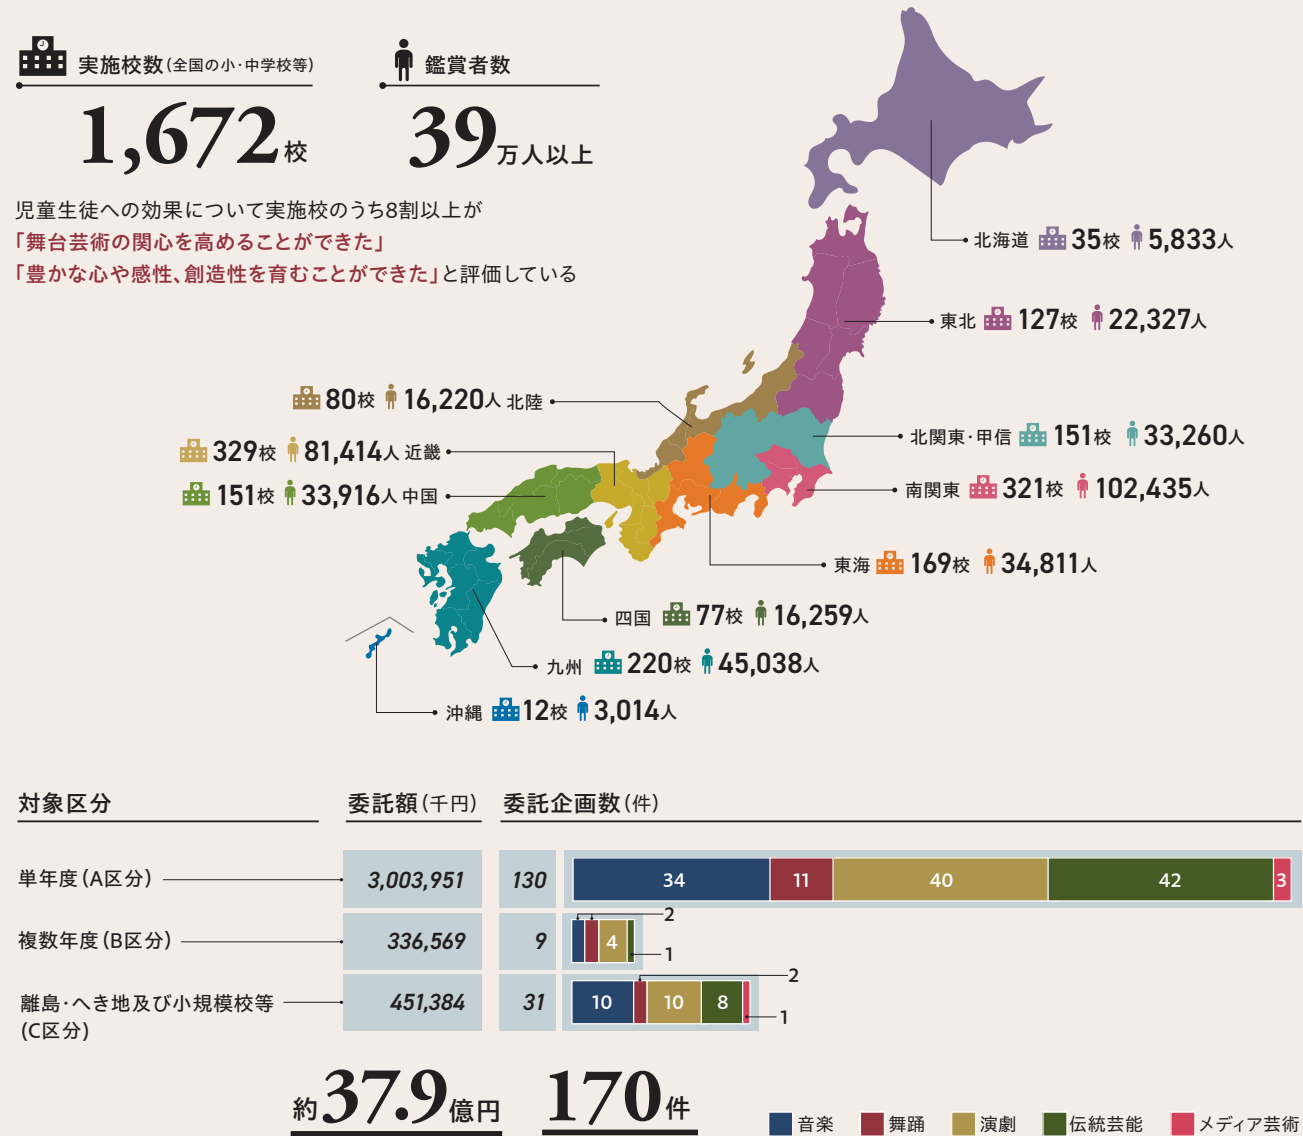 実施校数(全国の小・中学校等)
1,672校
鑑賞者数
39万人以上
児童生徒への効果について実施校のうち8割以上が
「舞台芸術の関心を高めることができた」
「豊かな心や感性、創造性を育むことができた」と評価している
北海道 35校 5,833人
東北 127校 22,327人
80校 16,220人 北陸
329校 81,414人 近畿
151校 33,916人 中国
北関東・甲信 151校 33,260人
南関東 321校 102,435人
東海 169校 34,811人
四国 77校 16,259人
九州 220校 45,038人
沖縄 12校 3,014人
対象区分 委託額(千円) 委託企画数(件)
単年度(A区分) 3,003,951 130 34 11 40 42 3
複数年度(B区分) 336,569 9 2 4 1
離島・へき地及び小規模校等 451,384 31 10 2 10 8 1
(C区分)
約37.9億円 170件
音楽 舞踊 演劇 伝統芸能 メディア芸術